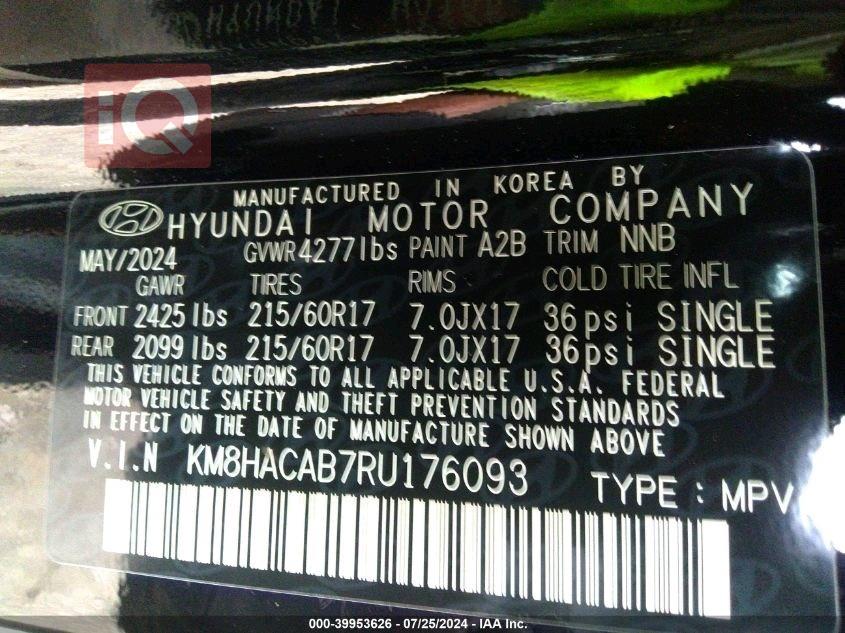 iQ
MANUFACTURED IN KOREA BY
HYUNDAI MOTOR COMPANY
MAY/2024 GVWR4277lbs PAINT A2B TRIM NNB
GAWR TIRES RIMS COLD TIRE INFL
FRONT 2425 lbs 215/60R17 7.0JX17 36psi SINGLE
REAR 2099 lbs 215/60R17 7.0JX17 36psi SINGLE
THIS VEHICLE CONFORMS TO ALL APPLICABLE U.S.A. FEDERAL
MOTOR VEHICLE SAFETY AND THEFT PREVENTION STANDARDS
IN EFFECT ON THE DATE OF MANUFACTURE SHOWN ABOVE
V.I.N KM8HACAB7RU176093 TYPE : MPV
000-39953626 - 07/25/2024 - IAA Inc.